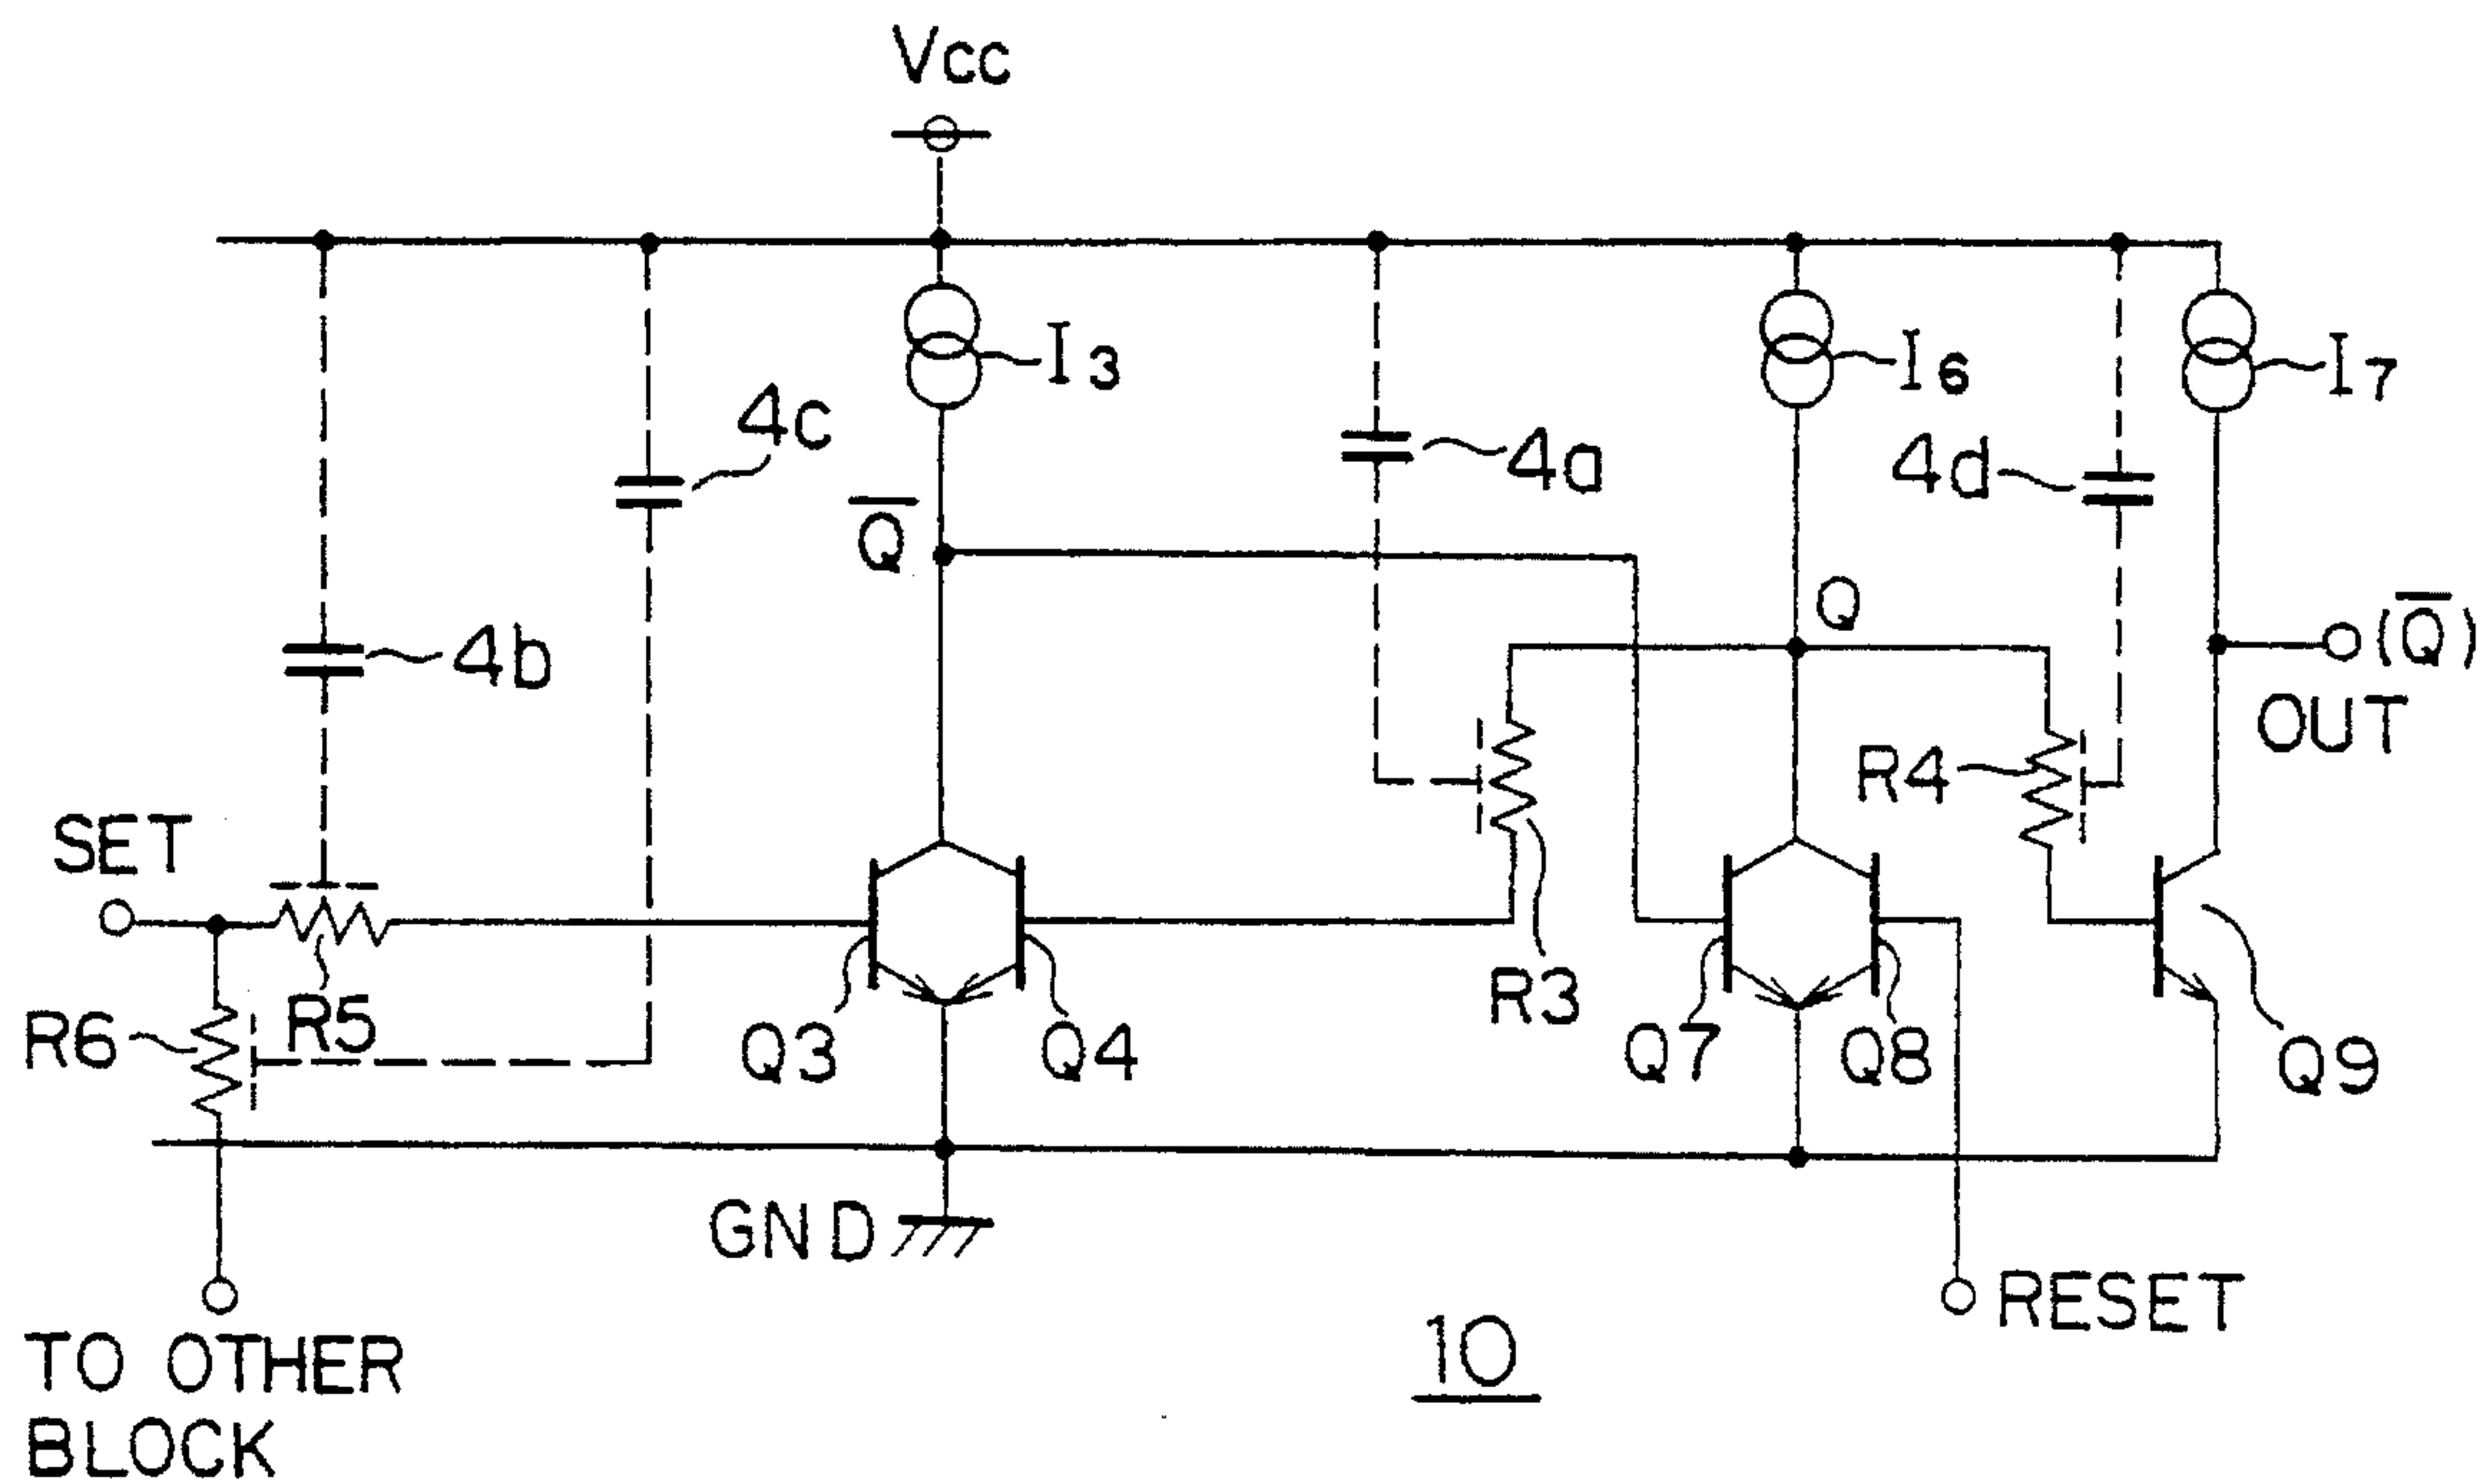 Vcc
I3
I6
I7
4c
4a
4d
Q̅
Q
4b
(Q̅)
OUT
R4
SET
R3
R6
R5
Q3
Q4
Q7
Q8
Q9
GND
RESET
TO OTHER
BLOCK
10